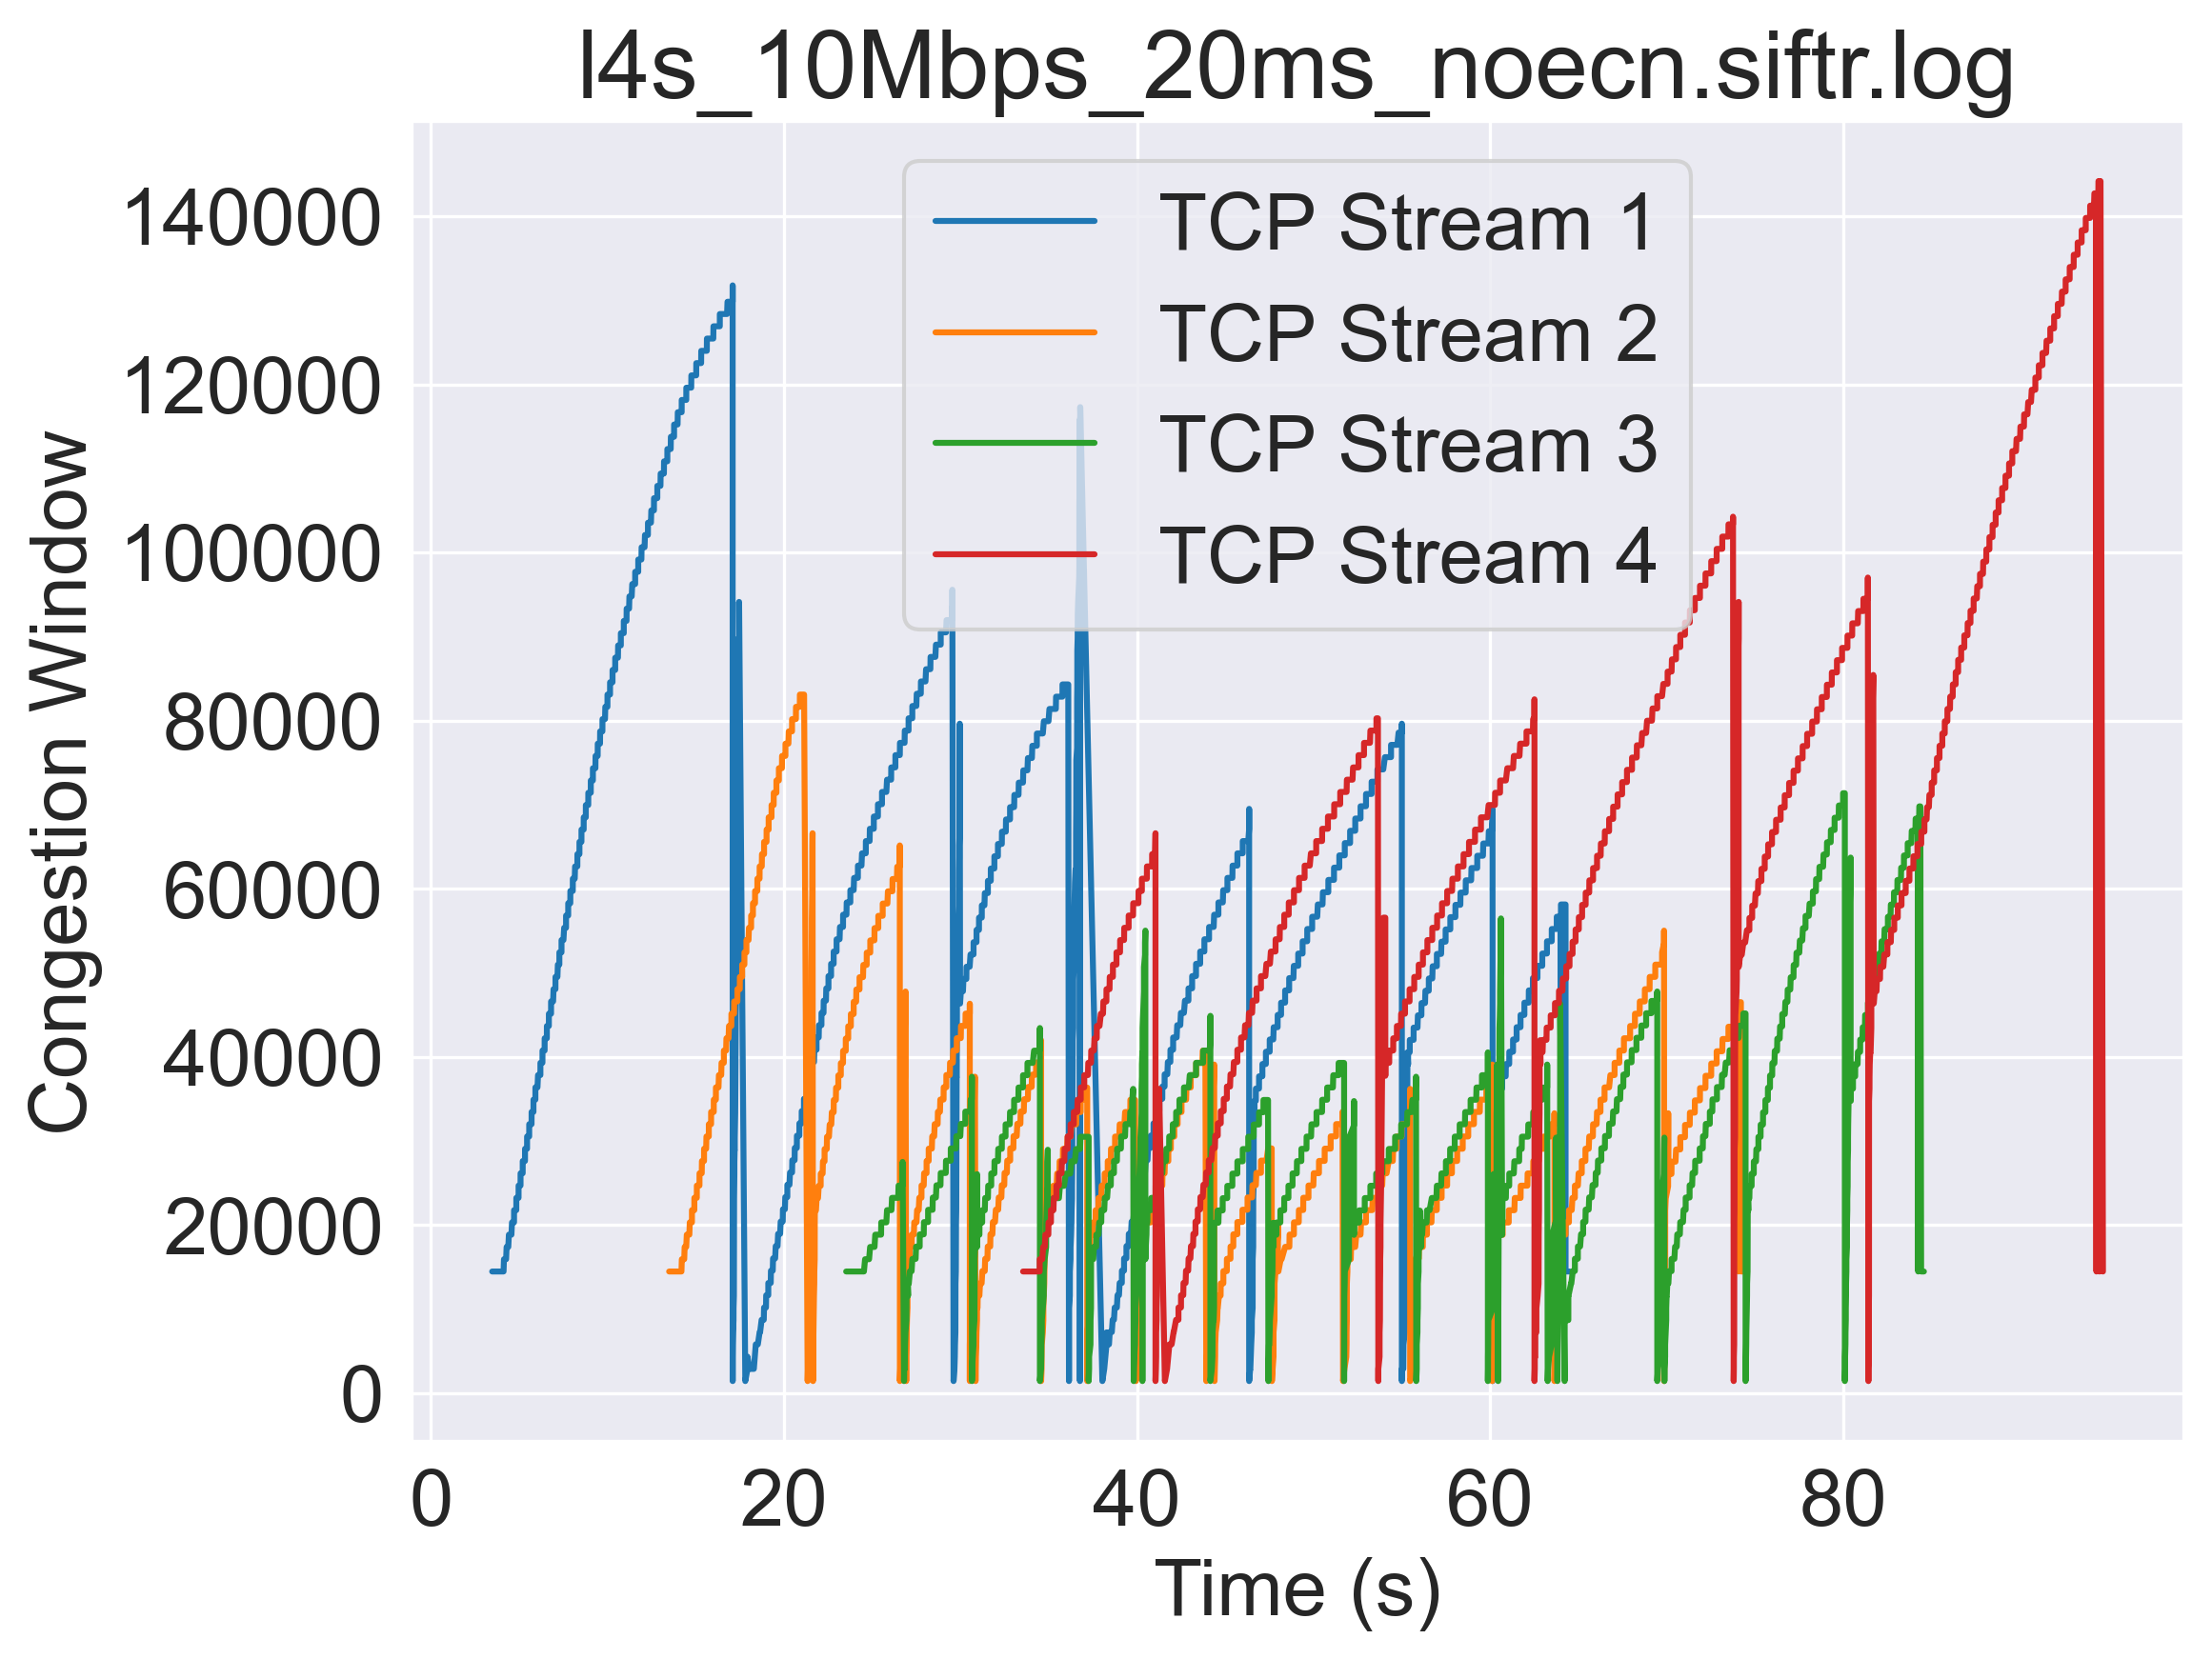 l4s_10Mbps_20ms_noecn.siftr.log
140000
120000
100000
80000
60000
40000
20000
0
Congestion Window
TCP Stream 1
TCP Stream 2
TCP Stream 3
TCP Stream 4
0 20 40 60 80
Time (s)